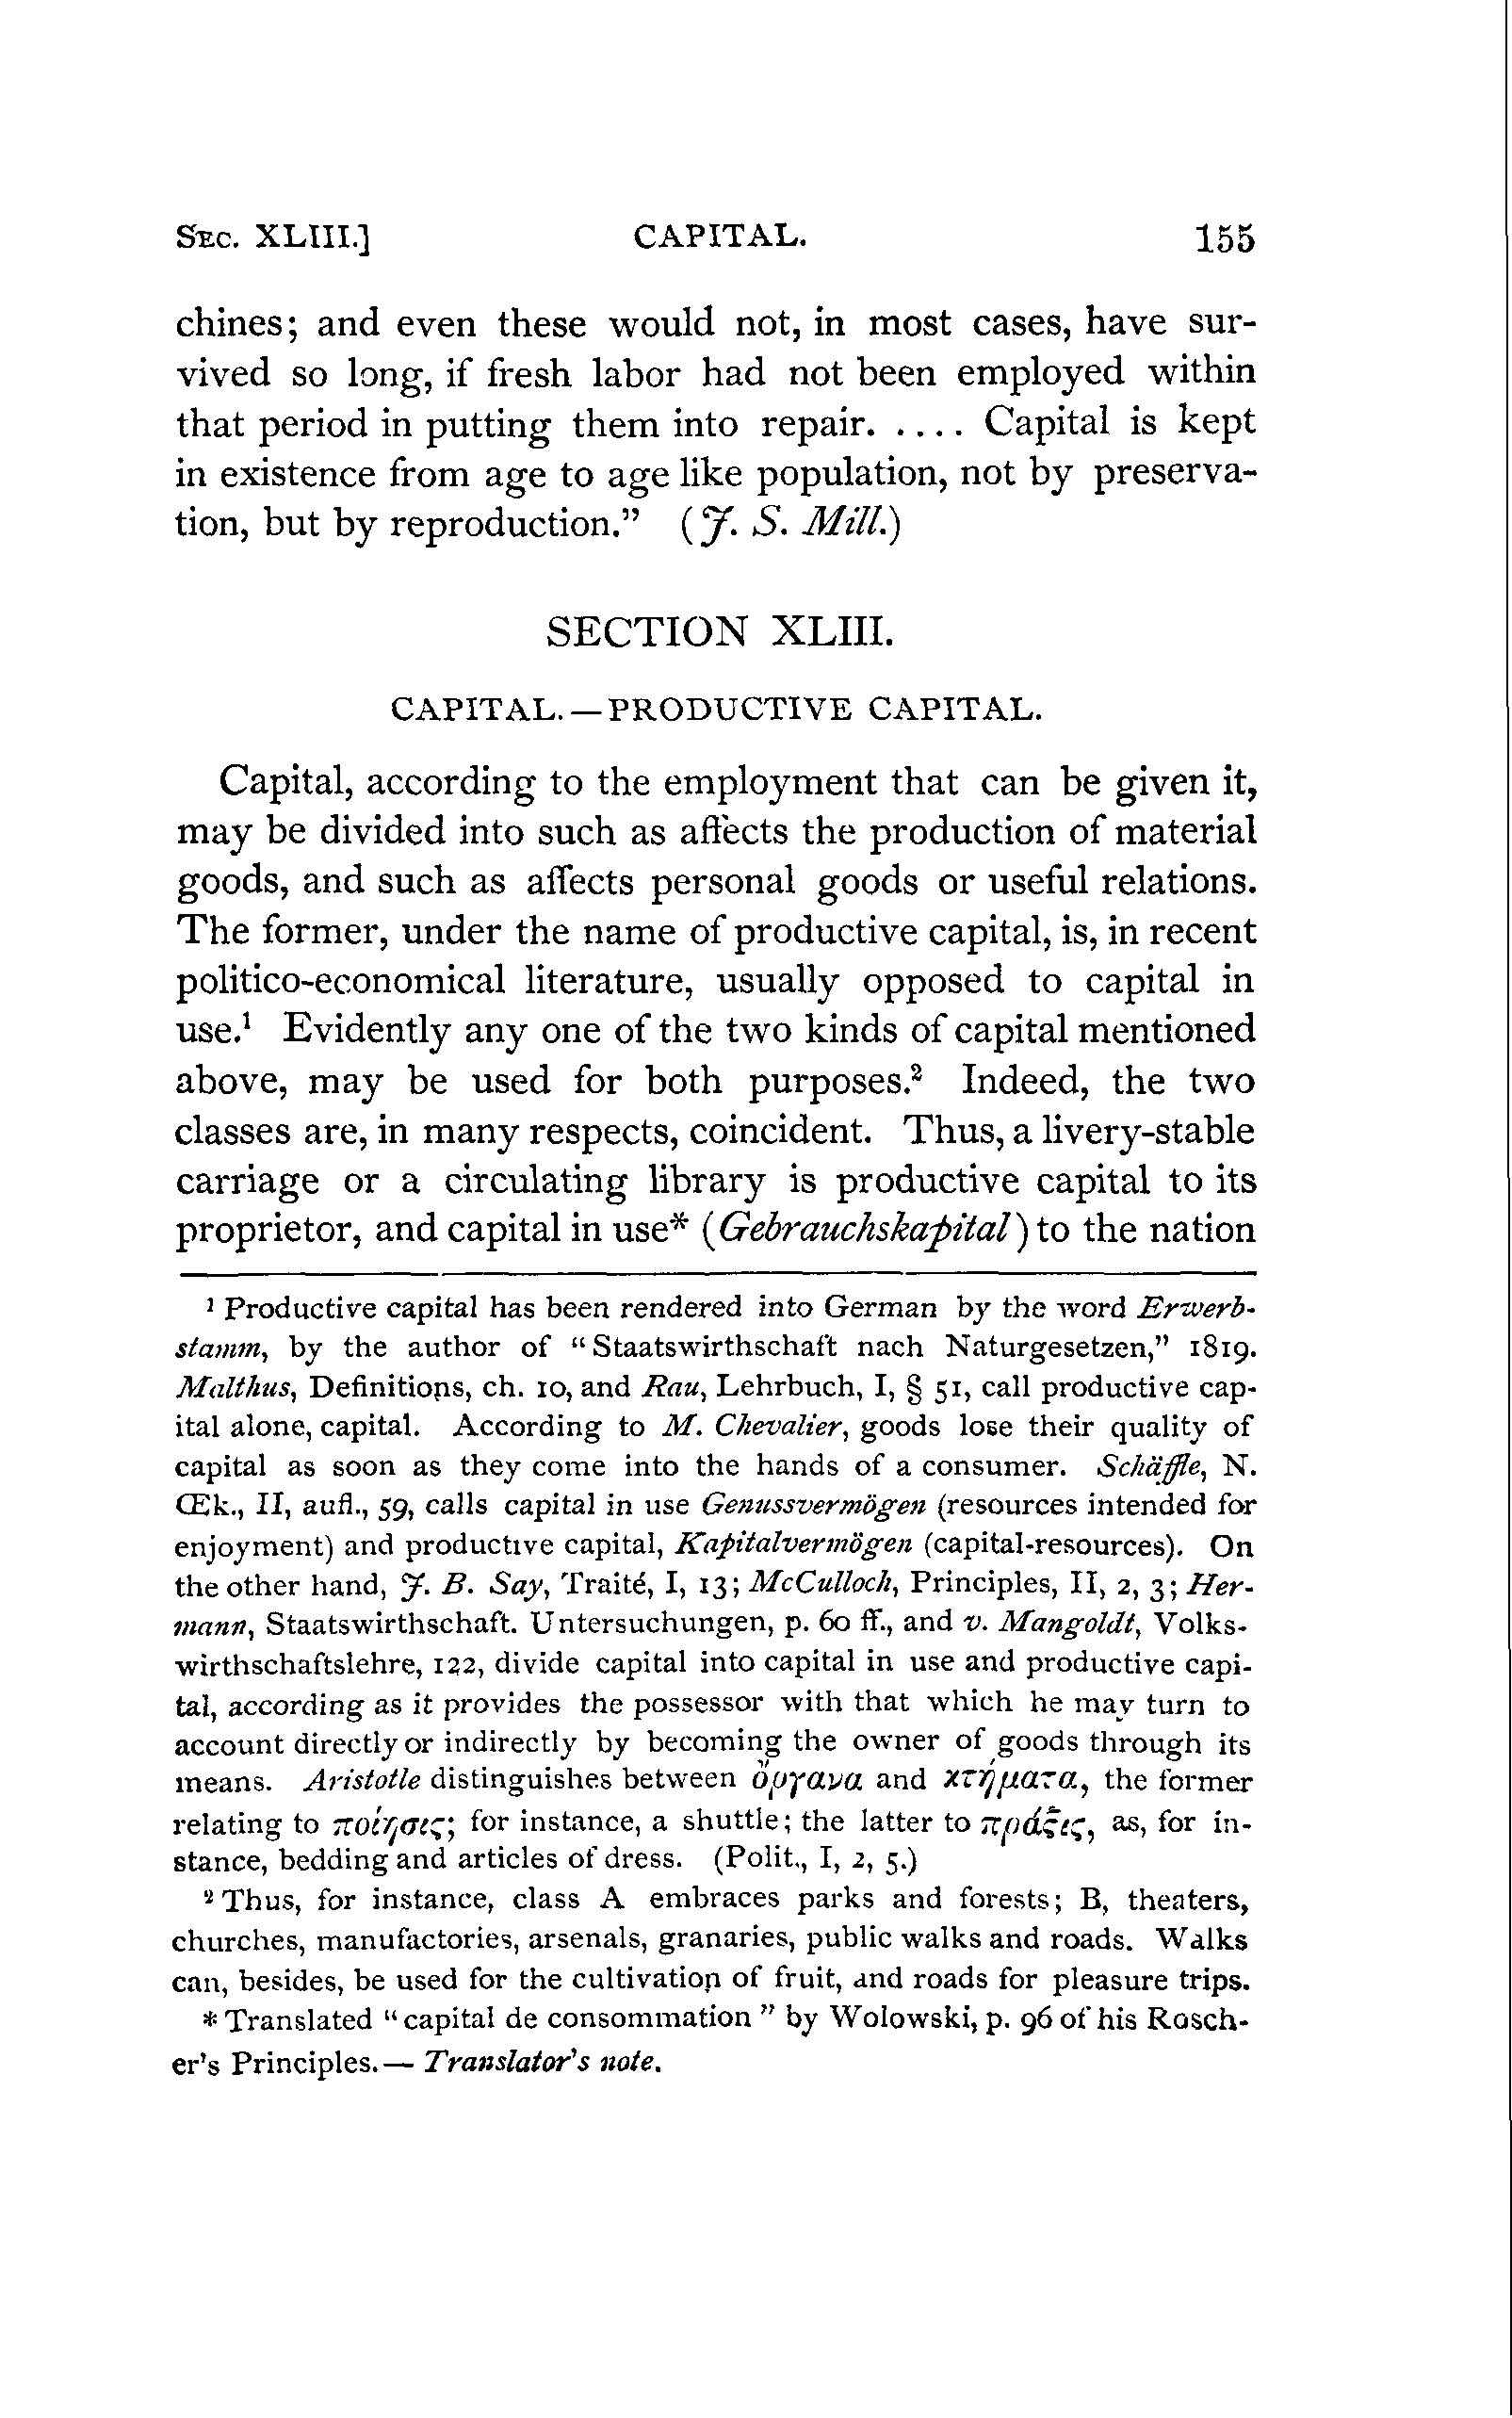 SEC. XLIII.] CAPITAL. 155
chines; and even these would not, in most cases, have sur-
vived so long, if fresh labor had not been employed within
that period in putting them into repair. .... Capital is kept
in existence from age to age like population, not by preserva-
tion, but by reproduction.” (J. S. Mill.)
SECTION XLIII.
CAPITAL.—PRODUCTIVE CAPITAL.
Capital, according to the employment that can be given it,
may be divided into such as affects the production of material
goods, and such as affects personal goods or useful relations.
The former, under the name of productive capital, is, in recent
politico-economical literature, usually opposed to capital in
use.¹ Evidently any one of the two kinds of capital mentioned
above, may be used for both purposes.² Indeed, the two
classes are, in many respects, coincident. Thus, a livery-stable
carriage or a circulating library is productive capital to its
proprietor, and capital in use* (Gebrauchskapital) to the nation
¹ Productive capital has been rendered into German by the word Erwerb-
stamm, by the author of “Staatswirthschaft nach Naturgesetzen,” 1819.
Malthus, Definitions, ch. 10, and Rau, Lehrbuch, I, § 51, call productive cap-
ital alone, capital. According to M. Chevalier, goods lose their quality of
capital as soon as they come into the hands of a consumer. Schäffle, N.
Œk., II, aufl., 59, calls capital in use Genussvermögen (resources intended for
enjoyment) and productive capital, Kapitalvermögen (capital-resources). On
the other hand, J. B. Say, Traité, I, 13; McCulloch, Principles, II, 2, 3; Her-
mann, Staatswirthschaft. Untersuchungen, p. 60 ff., and v. Mangoldt, Volks-
wirthschaftslehre, 122, divide capital into capital in use and productive capi-
tal, according as it provides the possessor with that which he may turn to
account directly or indirectly by becoming the owner of goods through its
means. Aristotle distinguishes between ὄργανα and κτήματα, the former
relating to ποίησις; for instance, a shuttle; the latter to πράξις, as, for in-
stance, bedding and articles of dress. (Polit., I, 2, 5.)
² Thus, for instance, class A embraces parks and forests; B, theaters,
churches, manufactories, arsenals, granaries, public walks and roads. Walks
can, besides, be used for the cultivation of fruit, and roads for pleasure trips.
* Translated “capital de consommation” by Wolowski, p. 96 of his Rosch-
er's Principles.— Translator's note.